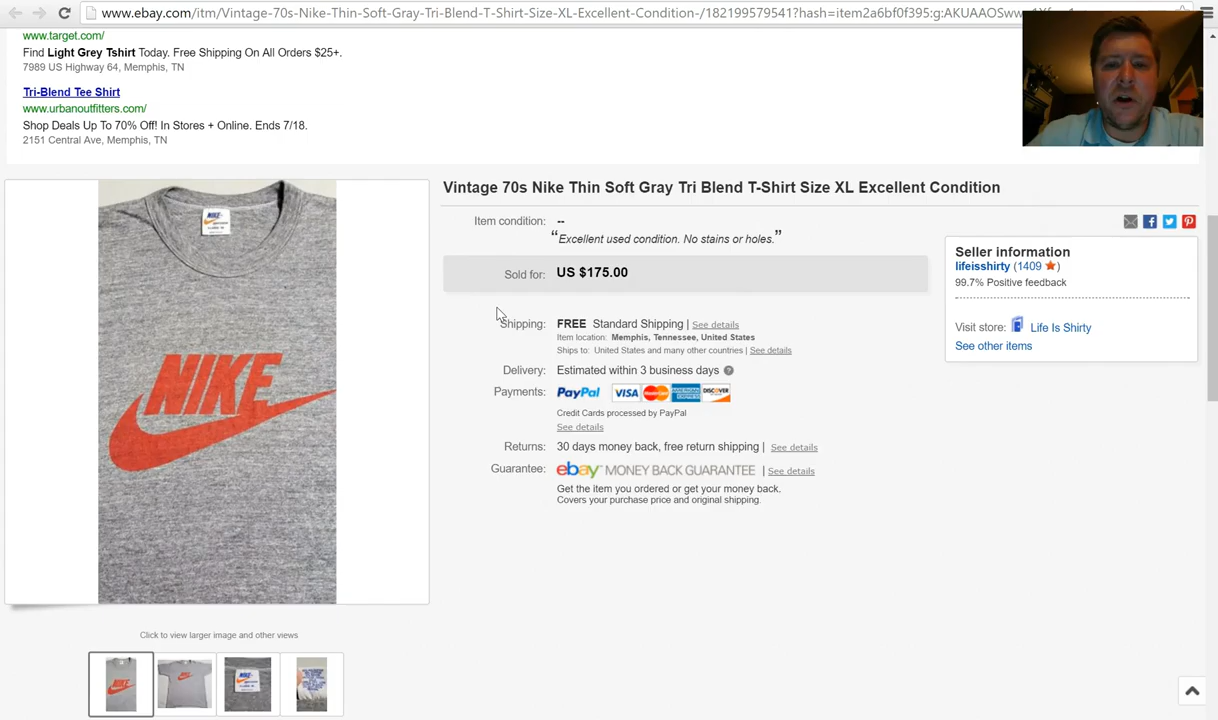 www.ebay.com/itm/Vintage-70s-Nike-Thin-Soft-Gray-Tri-Blend-T-Shirt-Size-XL-Excellent-Condition-/182199579541?hash=item2a6bf0f395:g:AKUAAOSww
www.target.com/
Find Light Grey Tshirt Today. Free Shipping On All Orders $25+.
7989 US Highway 64, Memphis, TN
Tri-Blend Tee Shirt
www.urbanoutfitters.com/
Shop Deals Up To 70% Off! In Stores + Online. Ends 7/18.
2151 Central Ave, Memphis, TN
Vintage 70s Nike Thin Soft Gray Tri Blend T-Shirt Size XL Excellent Condition
Item condition: --
“Excellent used condition. No stains or holes.”
Sold for: US $175.00
Shipping: FREE Standard Shipping | See details
Item location: Memphis, Tennessee, United States
Ships to: United States and many other countries | See details
Delivery: Estimated within 3 business days ?
Payments: PayPal VISA MasterCard AMERICAN EXPRESS DISCOVER
Credit Cards processed by PayPal
See details
Returns: 30 days money back, free return shipping | See details
Guarantee: ebay MONEY BACK GUARANTEE | See details
Get the item you ordered or get your money back.
Covers your purchase price and original shipping.
Seller information
lifeisshirty (1409 ★)
99.7% Positive feedback
Visit store: Life Is Shirty
See other items
NIKE
NIKE
Click to view larger image and other views
NIKE
NIKE
NIKE